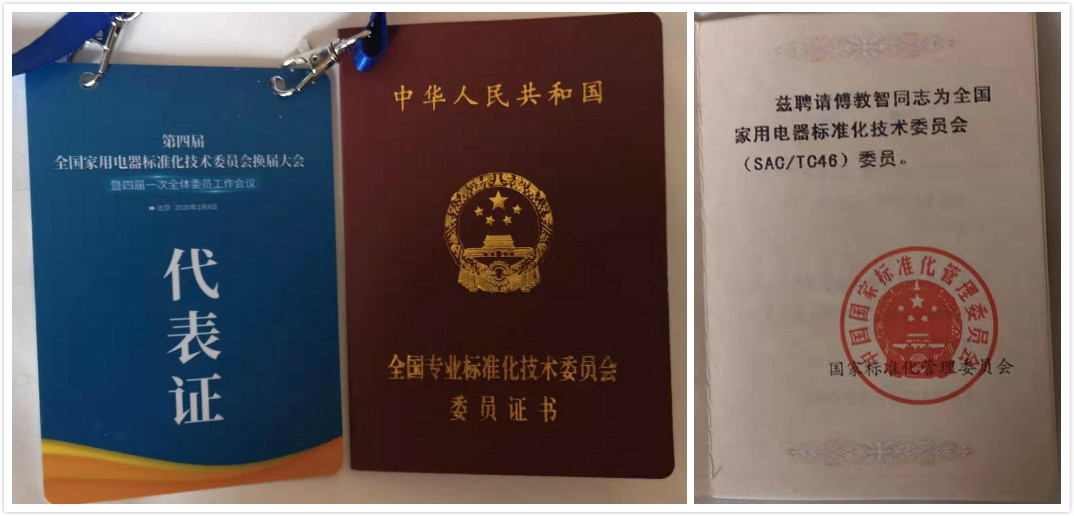 第四届
全国家用电器标准化技术委员会换届大会
暨四届一次全体委员工作会议
北京 2020年1月8日
代
表
证
中华人民共和国
全国专业标准化技术委员会
委员证书
兹聘请傅教智同志为全国
家用电器标准化技术委员会
（SAC/TC46）委员。
中国国家标准化管理委员会
国家标准化管理委员会